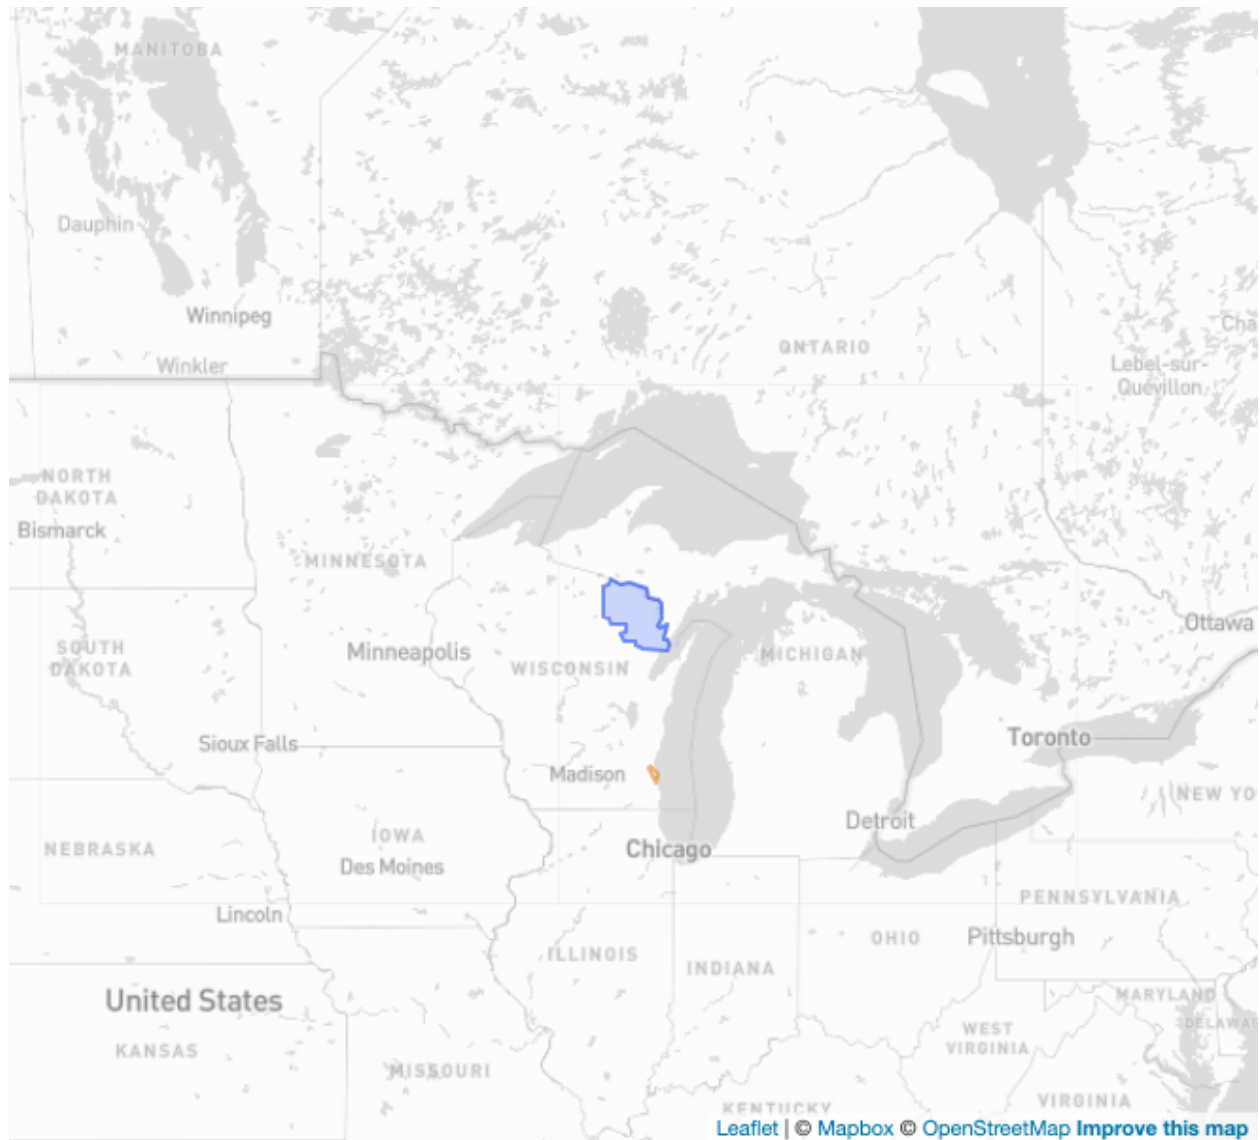 MANITOBA
Dauphin
Winnipeg
Winkler
ONTARIO
Lebel-sur-
Quévillon
NORTH
DAKOTA
Bismarck
MINNESOTA
Ottawa
SOUTH
DAKOTA
Minneapolis
WISCONSIN
MICHIGAN
Sioux Falls
Toronto
Madison
NEW YO
Detroit
IOWA
NEBRASKA
Chicago
Des Moines
PENNSYLVANIA
Lincoln
OHIO
Pittsburgh
ILLINOIS
INDIANA
United States
MARYLAND
DELAWA
WEST
VIRGINIA
KANSAS
MISSOURI
VIRGINIA
KENTUCKY
Leaflet | © Mapbox © OpenStreetMap Improve this map